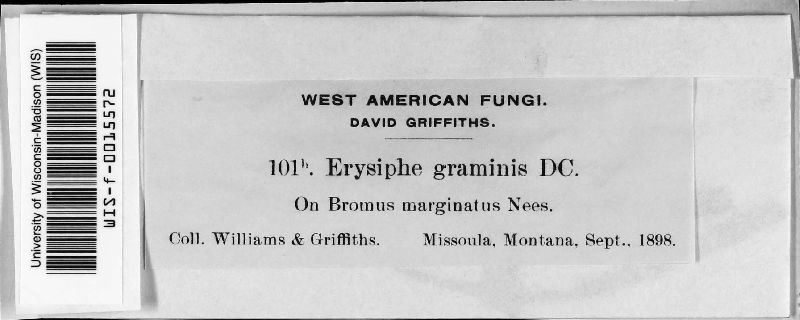 University of Wisconsin-Madison (WIS)
WIS-f-0015572
WEST AMERICAN FUNGI.
DAVID GRIFFITHS.
101ᵇ. Erysiphe graminis DC.
On Bromus marginatus Nees.
Coll. Williams & Griffiths. Missoula, Montana, Sept., 1898.